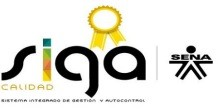 siga
SENA
CALIDAD
SISTEMA INTEGRADO DE GESTIÓN Y AUTOCONTROL